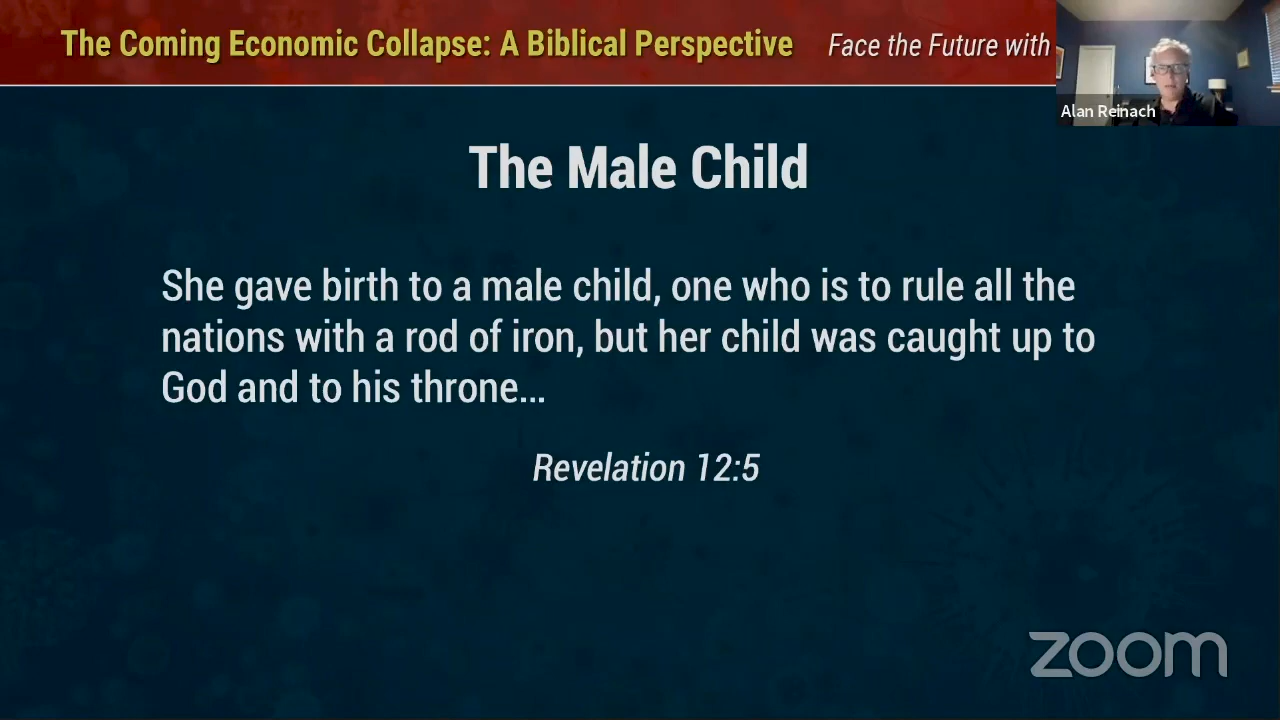 The Coming Economic Collapse: A Biblical Perspective Face the Future with
Alan Reinach
The Male Child
She gave birth to a male child, one who is to rule all the
nations with a rod of iron, but her child was caught up to
God and to his throne...
Revelation 12:5
zoom